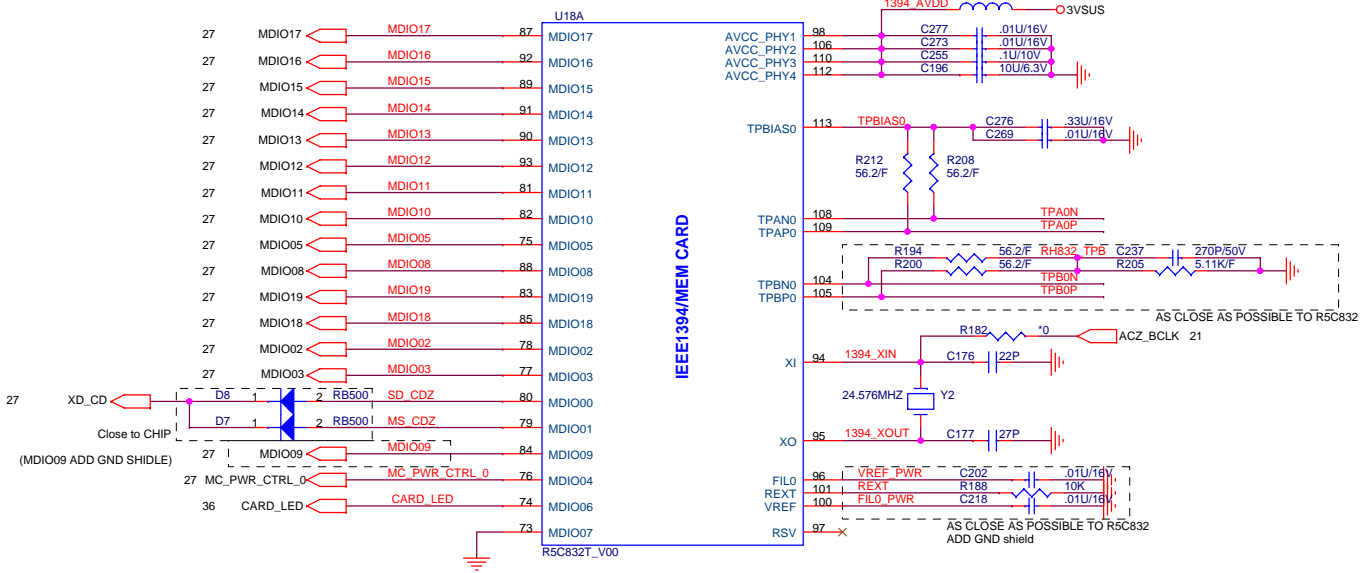 U18A
1394_AVDD
3VSUS
27 MDIO17 MDIO17 87 MDIO17
27 MDIO16 MDIO16 92 MDIO16
27 MDIO15 MDIO15 89 MDIO15
27 MDIO14 MDIO14 91 MDIO14
27 MDIO13 MDIO13 90 MDIO13
27 MDIO12 MDIO12 93 MDIO12
27 MDIO11 MDIO11 81 MDIO11
27 MDIO10 MDIO10 82 MDIO10
27 MDIO05 MDIO05 75 MDIO05
27 MDIO08 MDIO08 88 MDIO08
27 MDIO19 MDIO19 83 MDIO19
27 MDIO18 MDIO18 85 MDIO18
27 MDIO02 MDIO02 78 MDIO02
27 MDIO03 MDIO03 77 MDIO03
27 XD_CD D8 1 2 RB500 SD_CDZ 80 MDIO00
D7 1 2 RB500 MS_CDZ 79 MDIO01
Close to CHIP
27 MDIO09 MDIO09 84 MDIO09
(MDIO09 ADD GND SHIDLE)
27 MC_PWR_CTRL_0 MC_PWR_CTRL_0 76 MDIO04
36 CARD_LED CARD_LED 74 MDIO06
73 MDIO07
R5C832T_V00
IEEE1394/MEM CARD
AVCC_PHY1 98 C277 .01U/16V
AVCC_PHY2 106 C273 .01U/16V
AVCC_PHY3 110 C255 .1U/10V
AVCC_PHY4 112 C196 10U/6.3V
TPBIAS0 113 TPBIAS0 C276 .33U/16V
C269 .01U/16V
R212 R208
56.2/F 56.2/F
TPAN0 108 TPA0N
TPAP0 109 TPA0P
R194 56.2/F RH832_TPB C237 270P/50V
R200 56.2/F R205 5.11K/F
TPBN0 104 TPB0N
TPBP0 105 TPB0P
AS CLOSE AS POSSIBLE TO R5C832
R182 *0 ACZ_BCLK 21
XI 94 1394_XIN C176 22P
24.576MHZ Y2
XO 95 1394_XOUT C177 27P
FIL0 96 VREF_PWR C202 .01U/16V
REXT 101 REXT R188 10K
VREF 100 FIL0_PWR C218 .01U/16V
AS CLOSE AS POSSIBLE TO R5C832
RSV 97
ADD GND shield